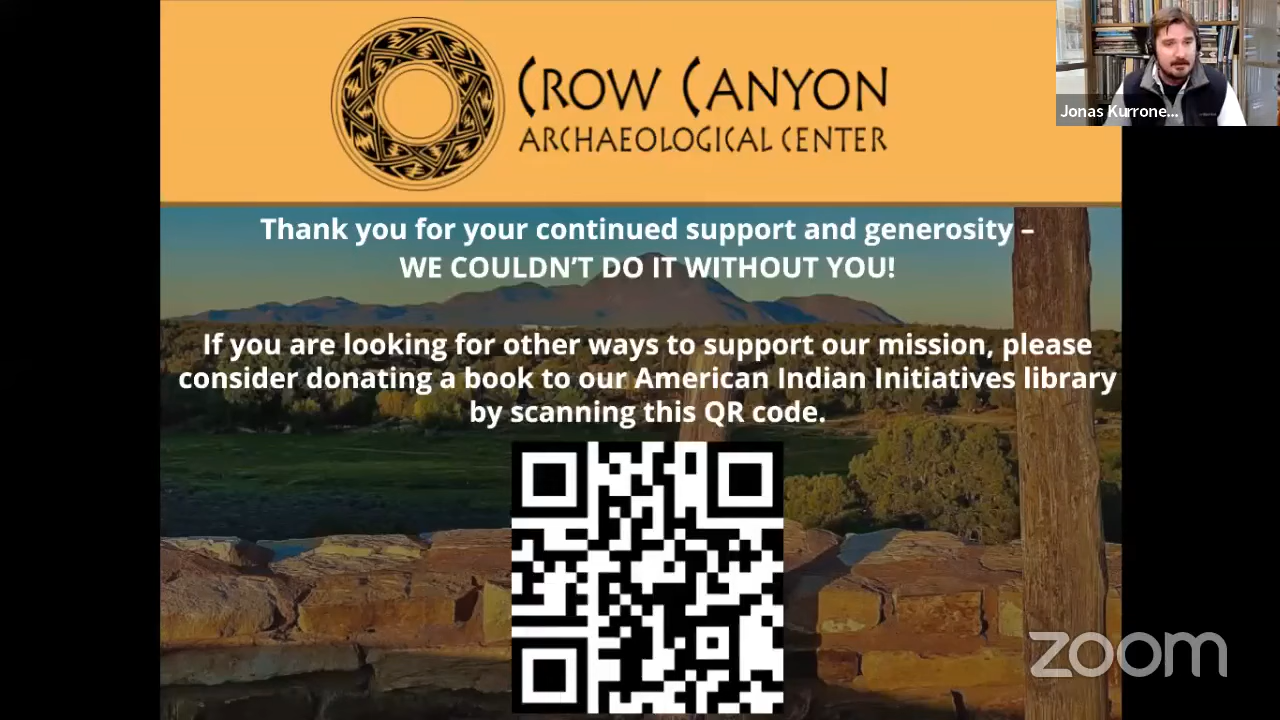 CROW CANYON
ARCHAEOLOGICAL CENTER
Jonas Kurrone...
Thank you for your continued support and generosity –
WE COULDN'T DO IT WITHOUT YOU!
If you are looking for other ways to support our mission, please
consider donating a book to our American Indian Initiatives library
by scanning this QR code.
zoom